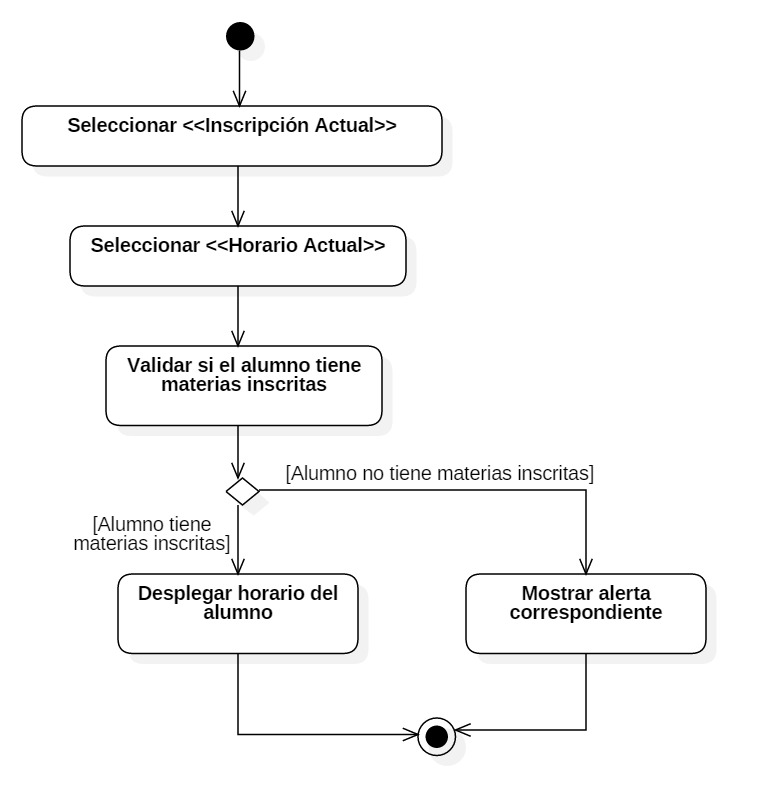 Seleccionar <<Inscripción Actual>>
Seleccionar <<Horario Actual>>
Validar si el alumno tiene
materias inscritas
[Alumno no tiene materias inscritas]
[Alumno tiene
materias inscritas]
Desplegar horario del
alumno
Mostrar alerta
correspondiente